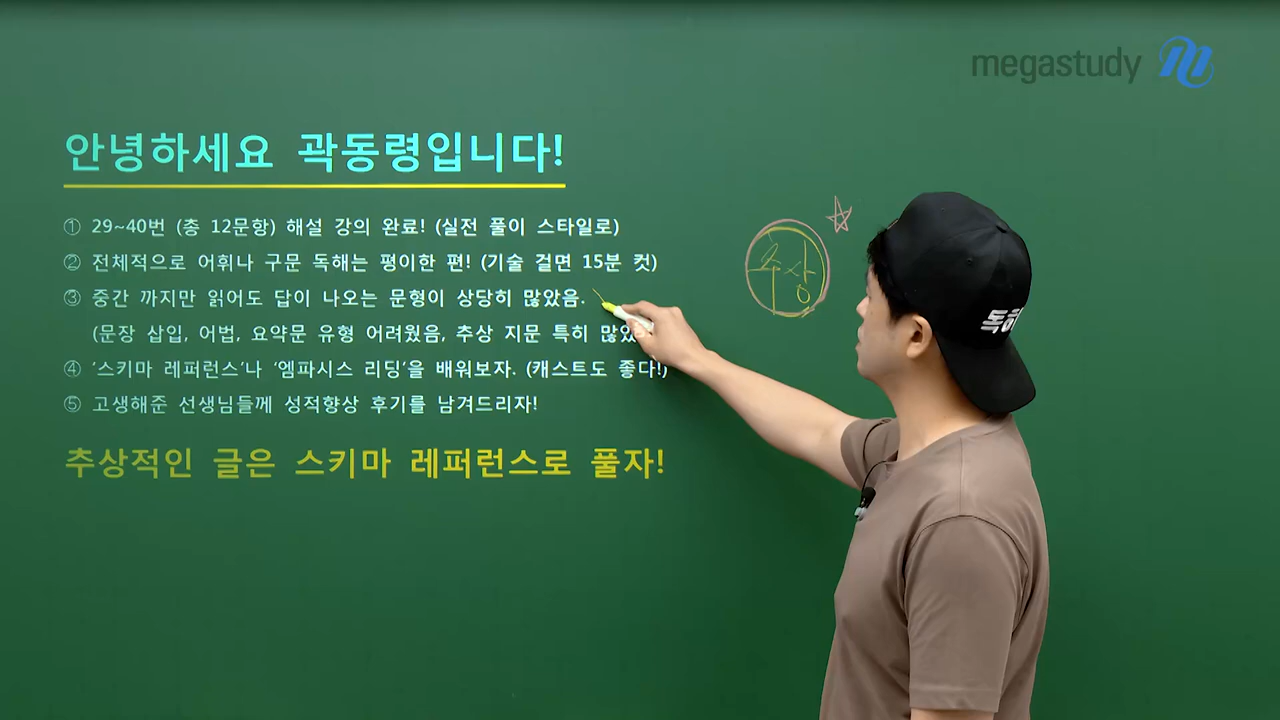 megastudy
안녕하세요 곽동령입니다!
① 29~40번 (총 12문항) 해설 강의 완료! (실전 풀이 스타일로)
② 전체적으로 어휘나 구문 독해는 평이한 편! (기술 걸면 15분 컷)
③ 중간 까지만 읽어도 답이 나오는 문형이 상당히 많았음.
(문장 삽입, 어법, 요약문 유형 어려웠음, 추상 지문 특히 많았
④ '스키마 레퍼런스'나 '엠파시스 리딩'을 배워보자. (캐스트도 좋다!)
⑤ 고생해준 선생님들께 성적향상 후기를 남겨드리자!
추상적인 글은 스키마 레퍼런스로 풀자!
추상
독해